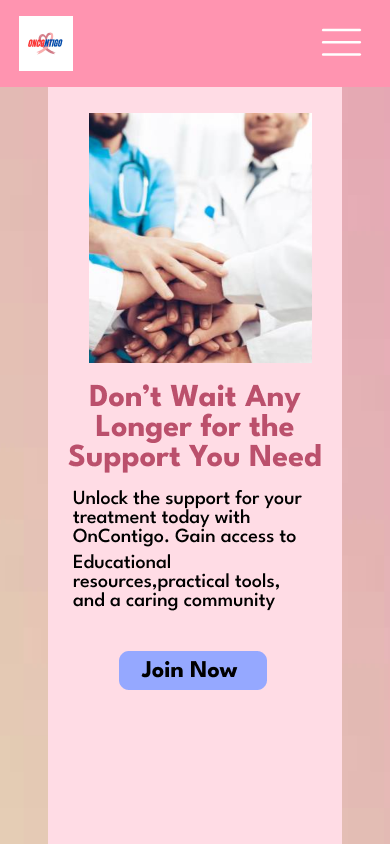 ONCONTIGO
Don’t Wait Any
Longer for the
Support You Need
Unlock the support for your
treatment today with
OnContigo. Gain access to
Educational
resources,practical tools,
and a caring community
Join Now